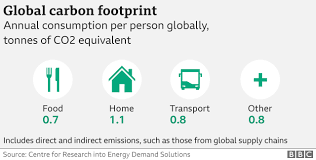 Global carbon footprint
Annual consumption per person globally,
tonnes of CO2 equivalent
Food
0.7
Home
1.1
Transport
0.8
Other
0.8
Includes direct and indirect emissions, such as those from global supply chains
Source: Centre for Research into Energy Demand Solutions
BBC